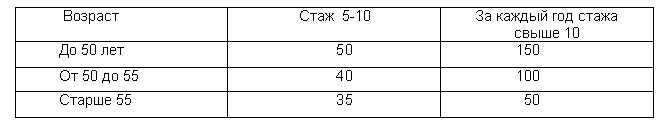 Возраст Стаж 5-10 За каждый год стажа
свыше 10
До 50 лет 50 150
От 50 до 55 40 100
Старше 55 35 50